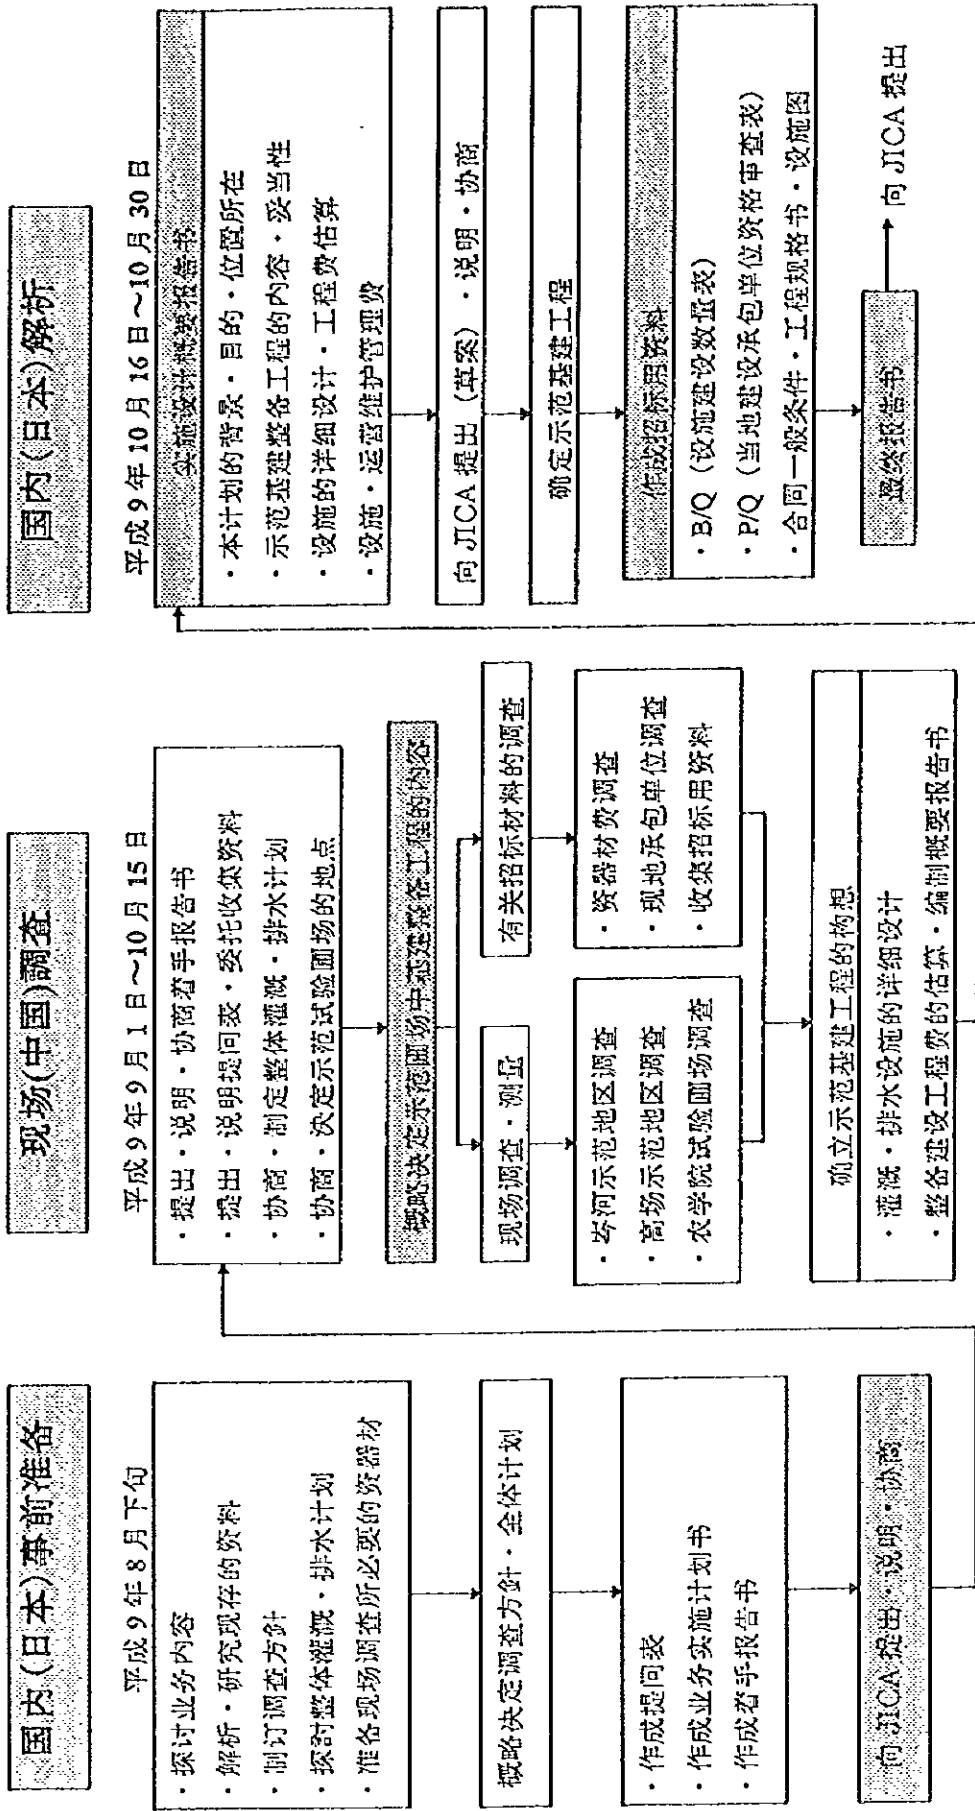 国内(日本)事前准备
平成9年8月下旬
・探讨业务内容
・解析・研究现存的资料
・制订调查方針
・探討整体灌溉・排水计划
・准备各现场调查所必要的资器材
概略决定调查方針・全体计划
・作成提问表
・作成业务实施计划书
・作成着手报告书
向 JICA 提出・说明・协商
现场(中国)調査
平成9年9月1日～10月15日
・提出・说明・协商着手报告书
・提出・说明提问表・委托收集资料
・协商・制定整体灌溉・排水计划
・协商・决定示范试验圃场的地点
概略决定示范圃场中基建整备工程的内容
现场调查・测量
有关招标材料的调查
・岑河示范地区调查
・高场示范地区调查
・农学院试验圃场调查
・资器材费调查
・现地承包单位调查
・收集招标用资料
确立示范基建工程的构想
・灌溉・排水设施的详细设计
・整备建设工程费的估算・编制概要报告书
国内(日本)解析
平成9年10月16日～10月30日
实施设计概要报告书
・本计划的背景・目的・位置所在
・示范基建整备工程的内容・妥当性
・设施的详细设计・工程费估算
・设施・运营维护管理费
向 JICA 提出（草案）・说明・协商
确定示范基建工程
作成招标用资料
・B/Q（设施建设数量表）
・P/Q（当地建设承包单位资格审查表）
・合同一般条件・工程规格书・设施图
最终报告书
向 JICA 提出